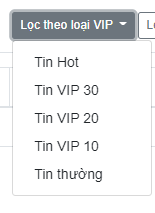 Lọc theo loại VIP
Tin Hot
Tin VIP 30
Tin VIP 20
Tin VIP 10
Tin thường